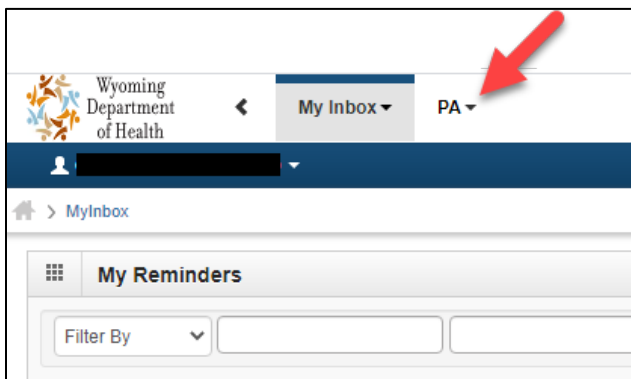 Wyoming
Department
of Health
My Inbox
PA
MyInbox
My Reminders
Filter By